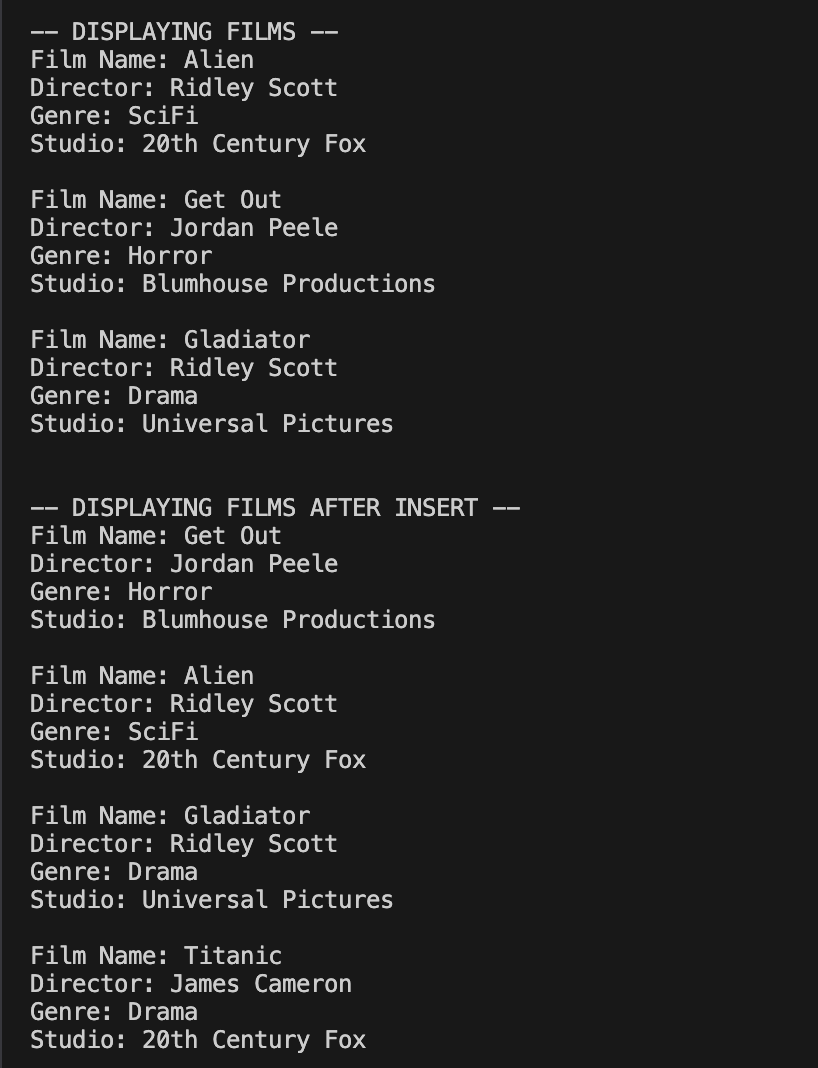 -- DISPLAYING FILMS --
Film Name: Alien
Director: Ridley Scott
Genre: SciFi
Studio: 20th Century Fox
Film Name: Get Out
Director: Jordan Peele
Genre: Horror
Studio: Blumhouse Productions
Film Name: Gladiator
Director: Ridley Scott
Genre: Drama
Studio: Universal Pictures
-- DISPLAYING FILMS AFTER INSERT --
Film Name: Get Out
Director: Jordan Peele
Genre: Horror
Studio: Blumhouse Productions
Film Name: Alien
Director: Ridley Scott
Genre: SciFi
Studio: 20th Century Fox
Film Name: Gladiator
Director: Ridley Scott
Genre: Drama
Studio: Universal Pictures
Film Name: Titanic
Director: James Cameron
Genre: Drama
Studio: 20th Century Fox